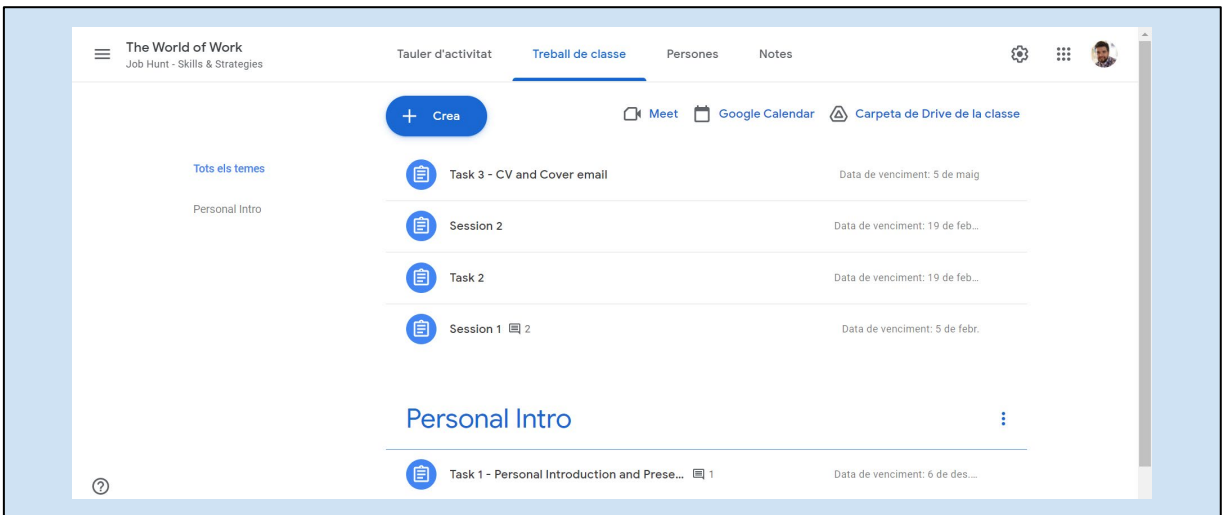 The World of Work
Job Hunt - Skills & Strategies
Tauler d'activitat
Treball de classe
Persones
Notes
Crea
Meet
Google Calendar
Carpeta de Drive de la classe
Tots els temes
Personal Intro
Task 3 - CV and Cover email
Data de venciment: 5 de maig
Session 2
Data de venciment: 19 de feb…
Task 2
Data de venciment: 19 de feb…
Session 1
2
Data de venciment: 5 de febr.
Personal Intro
Task 1 - Personal Introduction and Prese…
1
Data de venciment: 6 de des.…